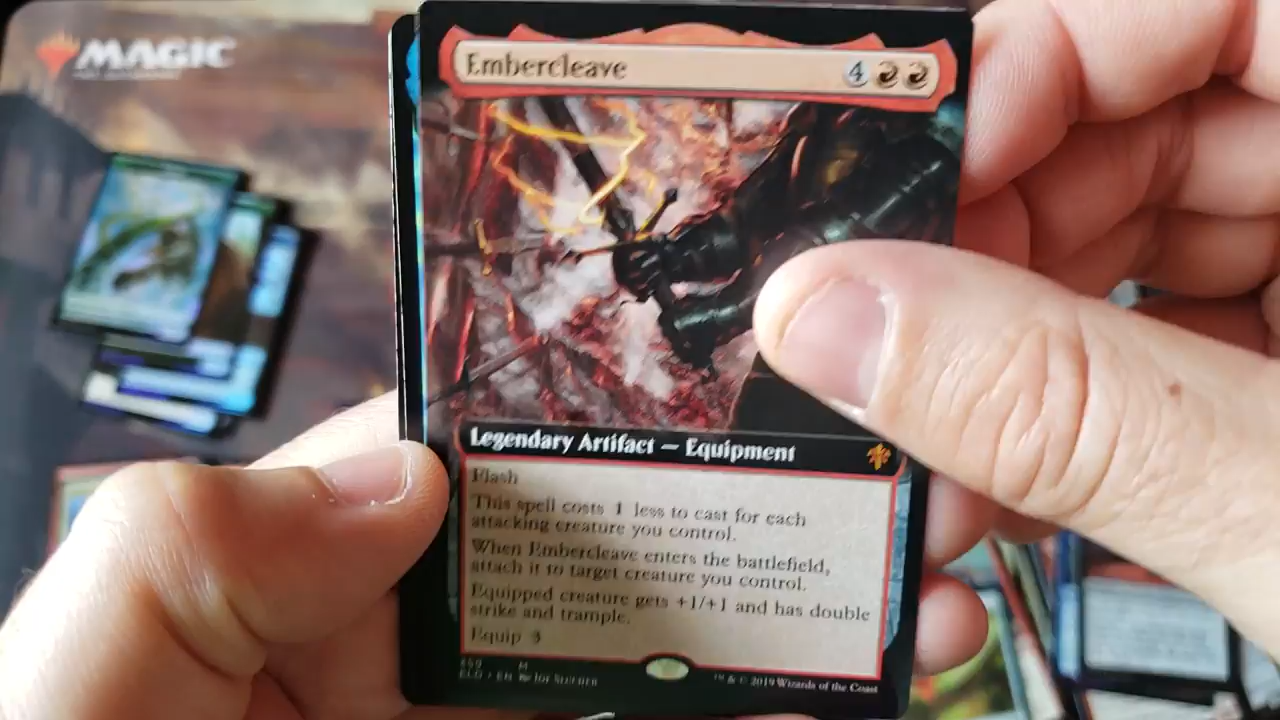 MAGIC
Embercleave
4
Legendary Artifact — Equipment
Flash
This spell costs 1 less to cast for each
attacking creature you control.
When Embercleave enters the battlefield,
attach it to target creature you control.
Equipped creature gets +1/+1 and has double
strike and trample.
Equip 3
M
ELD • EN
™ & © 2019 Wizards of the Coast